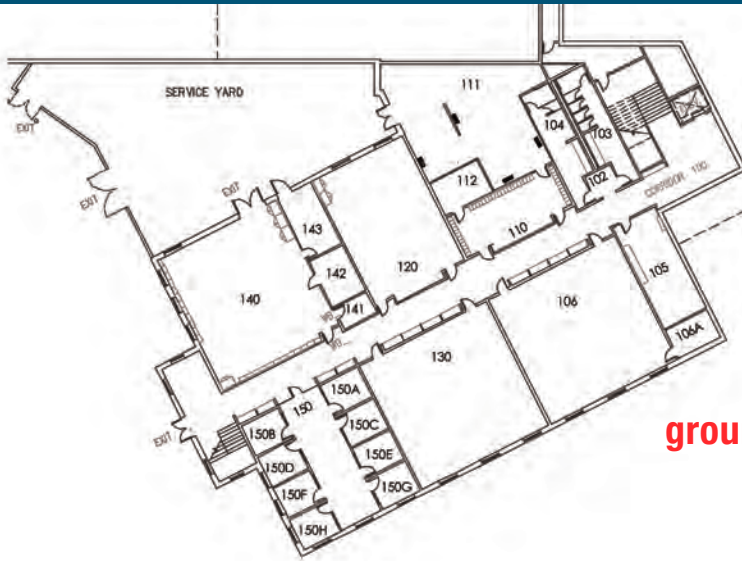 SERVICE YARD
111
EXIT
104
103
102
CORRIDOR 100
EXIT
EXIT
112
110
143
142
141
120
140
105
106
106A
130
150A
150
150B
150C
150D
150E
150F
150G
150H
EXIT
grou